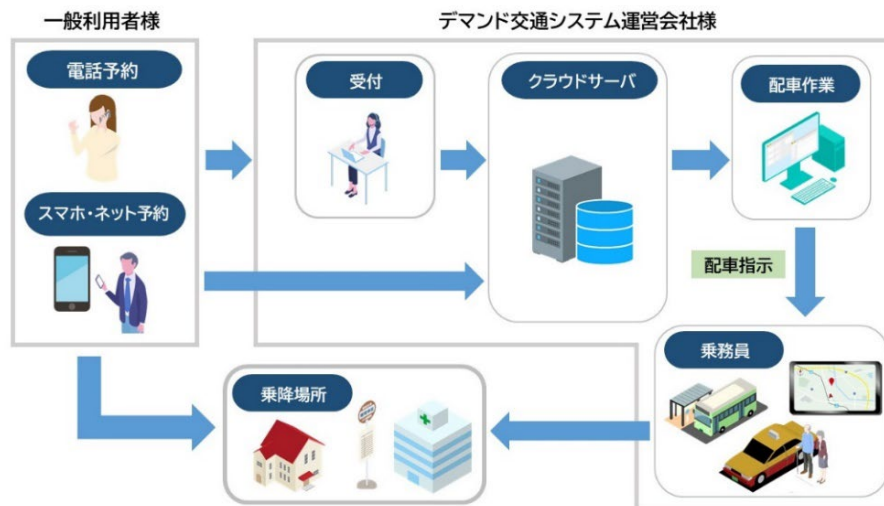 一般利用者様
デマンド交通システム運営会社様
電話予約
受付
クラウドサーバ
配車作業
スマホ・ネット予約
配車指示
乗務員
乗降場所